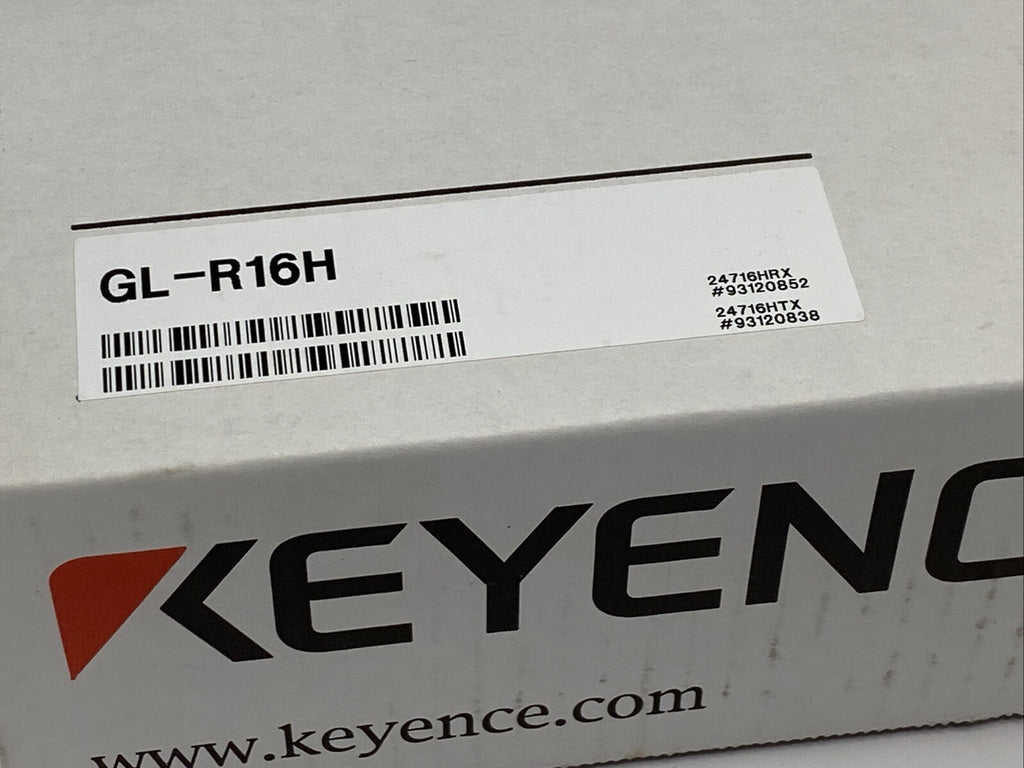 GL-R16H
24716HRX
#93120852
24716HTX
#93120838
KEYENC
www.keyence.com